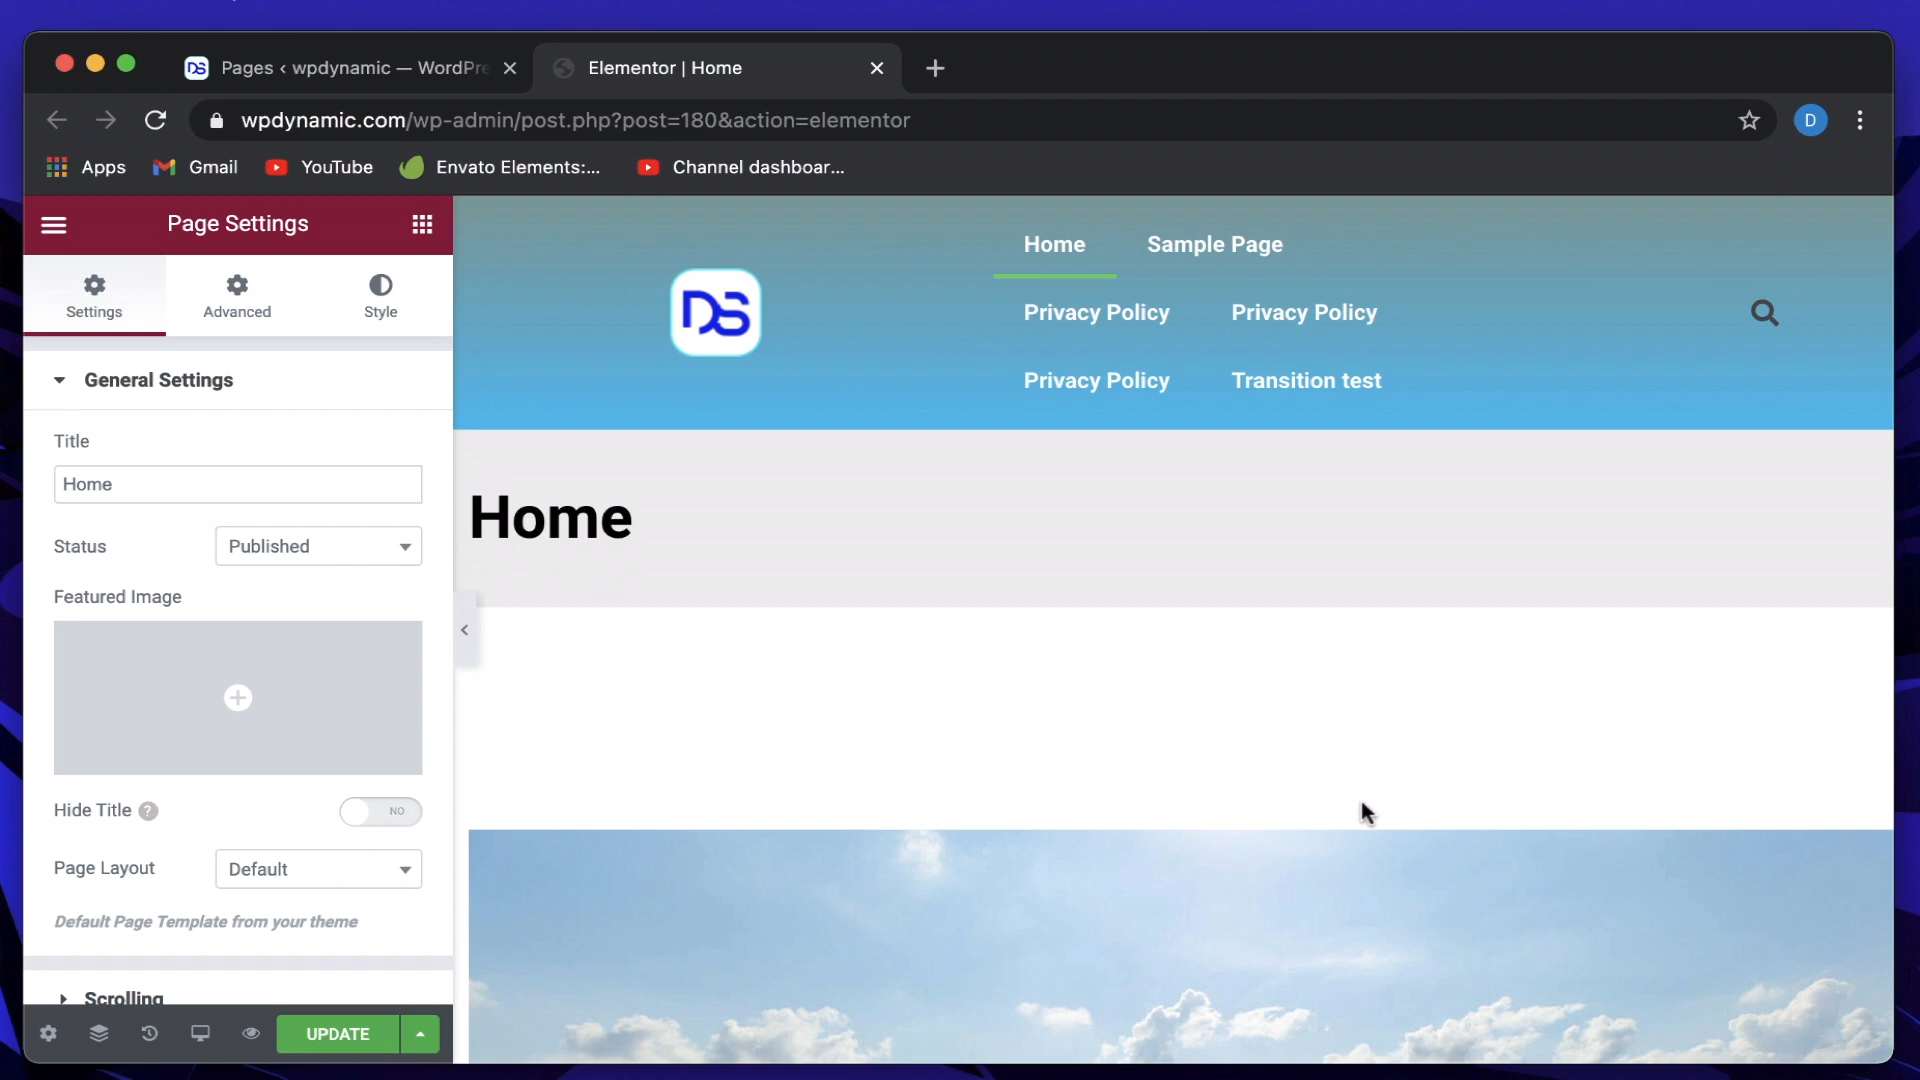 Pages ‹ wpdynamic — WordPre
Elementor | Home
wpdynamic.com/wp-admin/post.php?post=180&action=elementor
D
Apps
Gmail
YouTube
Envato Elements:...
Channel dashboar...
Page Settings
Settings
Advanced
Style
General Settings
Title
Home
Status
Published
Featured Image
Hide Title ?
NO
Page Layout
Default
Default Page Template from your theme
Scrolling
UPDATE
DS
Home
Sample Page
Privacy Policy
Privacy Policy
Privacy Policy
Transition test
Home